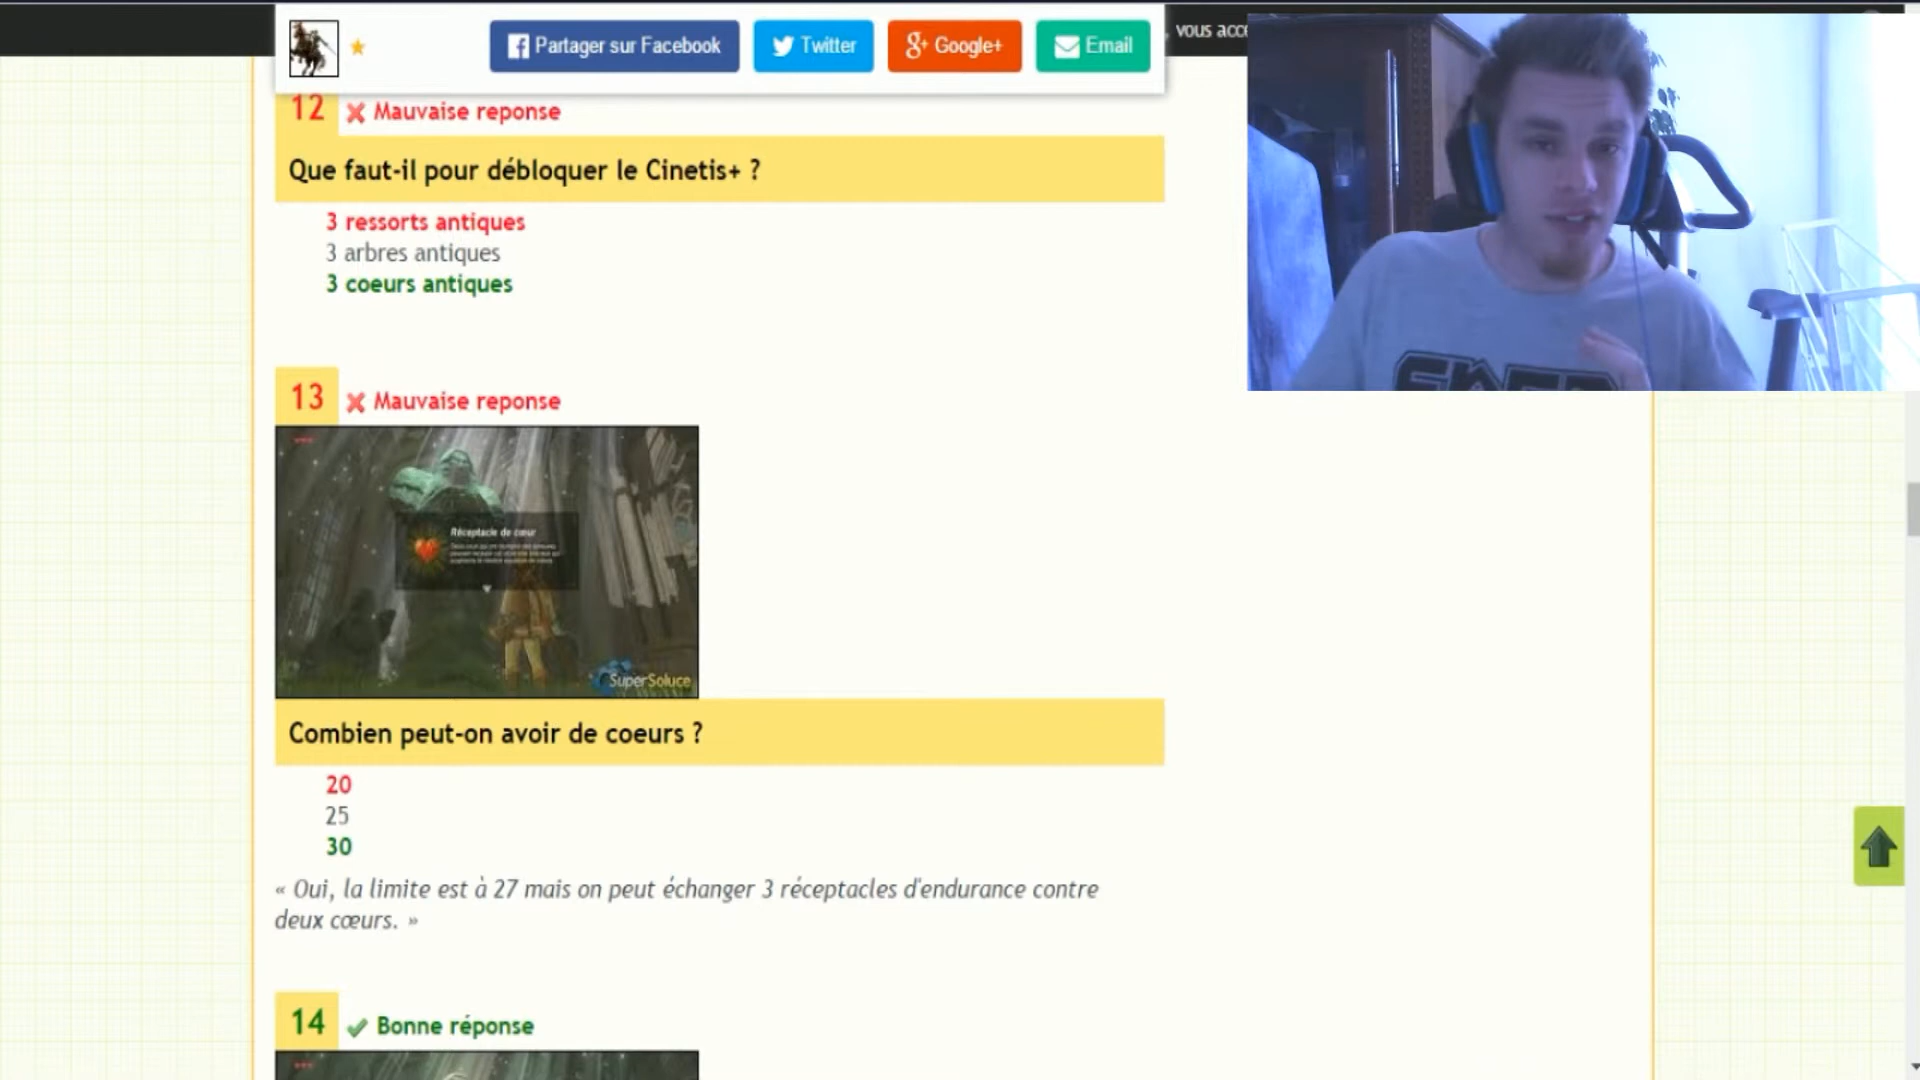 Partager sur Facebook
Twitter
Google+
Email
, vous acce
12
Mauvaise reponse
Que faut-il pour débloquer le Cinetis+ ?
3 ressorts antiques
3 arbres antiques
3 coeurs antiques
13
Mauvaise reponse
Réceptacle de cœur
SuperSoluce
Combien peut-on avoir de coeurs ?
20
25
30
« Oui, la limite est à 27 mais on peut échanger 3 réceptacles d'endurance contre
deux cœurs. »
14
Bonne réponse